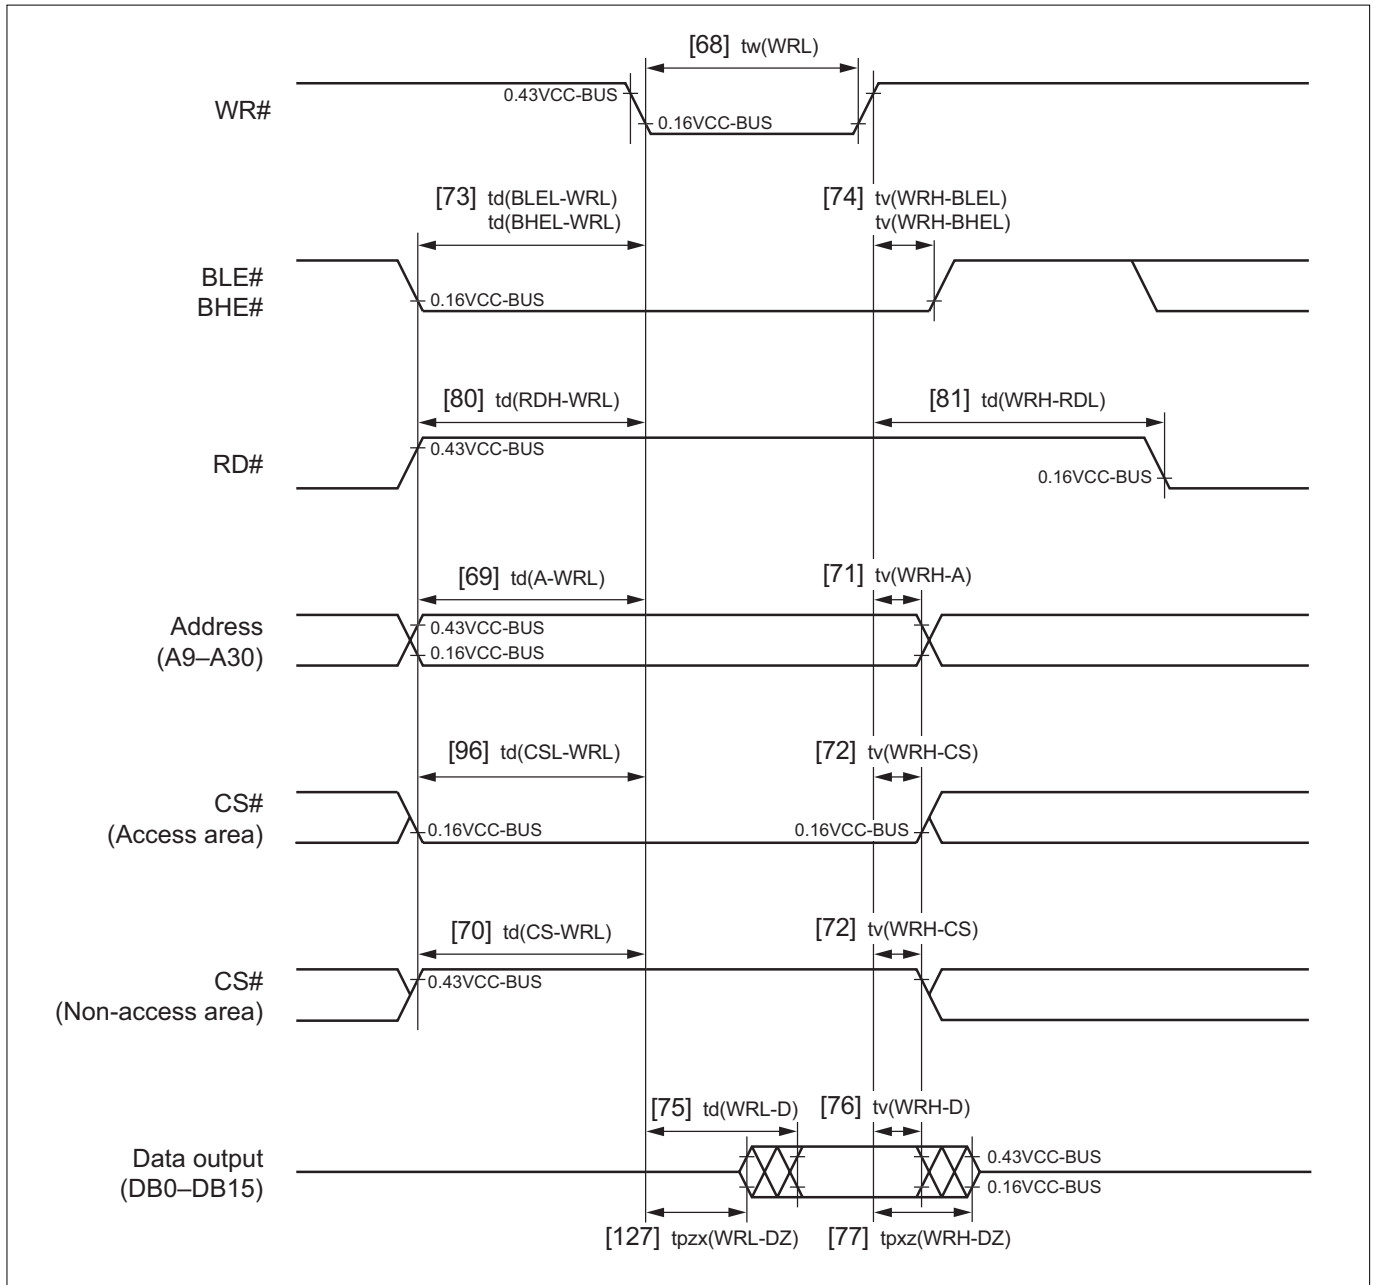 [68] tw(WRL)
0.43VCC-BUS
WR#
0.16VCC-BUS
[73] td(BLEL-WRL)
td(BHEL-WRL)
[74] tv(WRH-BLEL)
tv(WRH-BHEL)
BLE#
BHE#
0.16VCC-BUS
[80] td(RDH-WRL)
[81] td(WRH-RDL)
RD#
0.43VCC-BUS
0.16VCC-BUS
[69] td(A-WRL)
[71] tv(WRH-A)
Address
(A9–A30)
0.43VCC-BUS
0.16VCC-BUS
[96] td(CSL-WRL)
[72] tv(WRH-CS)
CS#
(Access area)
0.16VCC-BUS
0.16VCC-BUS
[70] td(CS-WRL)
[72] tv(WRH-CS)
CS#
(Non-access area)
0.43VCC-BUS
[75] td(WRL-D)
[76] tv(WRH-D)
Data output
(DB0–DB15)
0.43VCC-BUS
0.16VCC-BUS
[127] tpzx(WRL-DZ)
[77] tpxz(WRH-DZ)